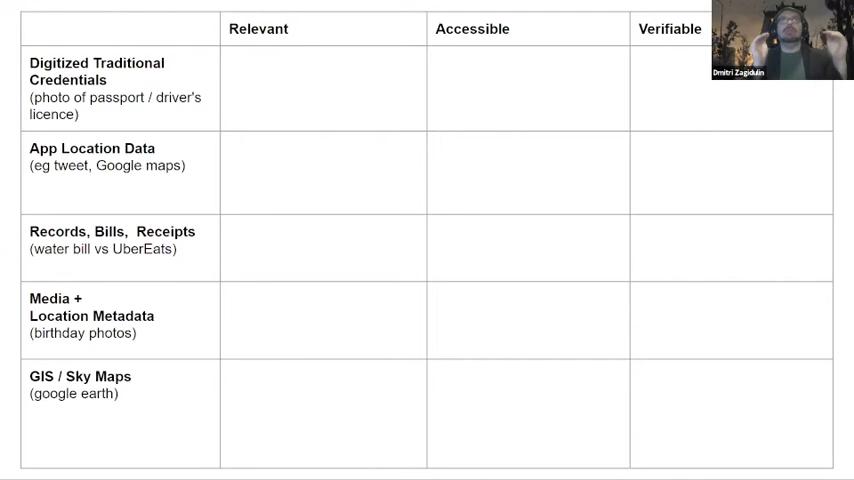 Relevant
Accessible
Verifiable
Dmitri Zagidulin
Digitized Traditional
Credentials
(photo of passport / driver's
licence)
App Location Data
(eg tweet, Google maps)
Records, Bills, Receipts
(water bill vs UberEats)
Media +
Location Metadata
(birthday photos)
GIS / Sky Maps
(google earth)